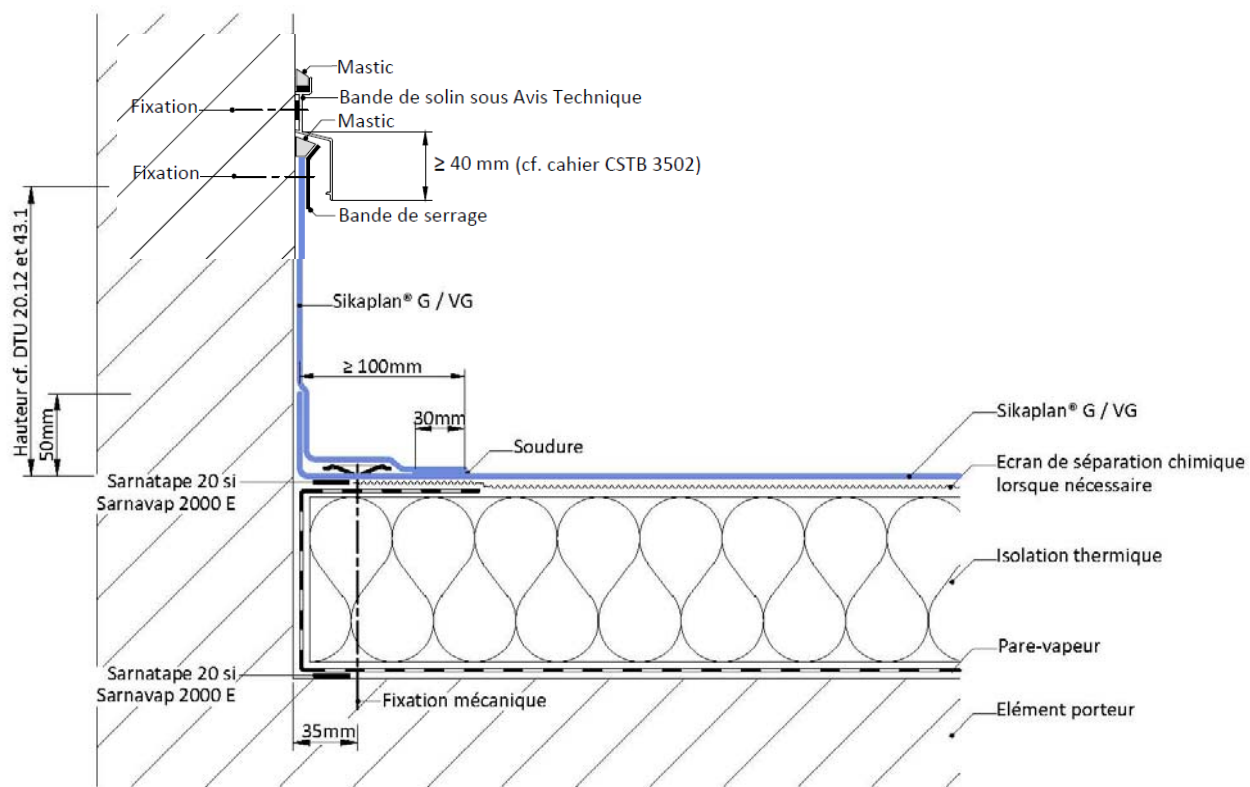 Mastic
Bande de solin sous Avis Technique
Fixation
Mastic
≥ 40 mm (cf. cahier CSTB 3502)
Fixation
Bande de serrage
Hauteur cf. DTU 20.12 et 43.1
Sikaplan® G / VG
≥ 100mm
50mm
30mm
Sikaplan® G / VG
Soudure
Ecran de séparation chimique
lorsque nécessaire
Sarnatape 20 si
Sarnavap 2000 E
Isolation thermique
Pare-vapeur
Sarnatape 20 si
Sarnavap 2000 E
Fixation mécanique
Elément porteur
35mm